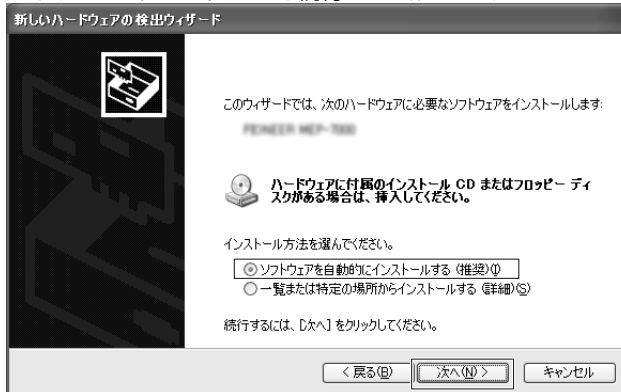 新しいハードウェアの検出ウィザード
このウィザードでは、次のハードウェアに必要なソフトウェアをインストールします:
PIONEER MEP-7000
ハードウェアに付属のインストール CD またはフロッピー ディ
スクがある場合は、挿入してください。
インストール方法を選んでください。
ソフトウェアを自動的にインストールする (推奨)(I)
一覧または特定の場所からインストールする (詳細)(S)
続行するには、[次へ] をクリックしてください。
< 戻る(B)
次へ(N) >
キャンセル